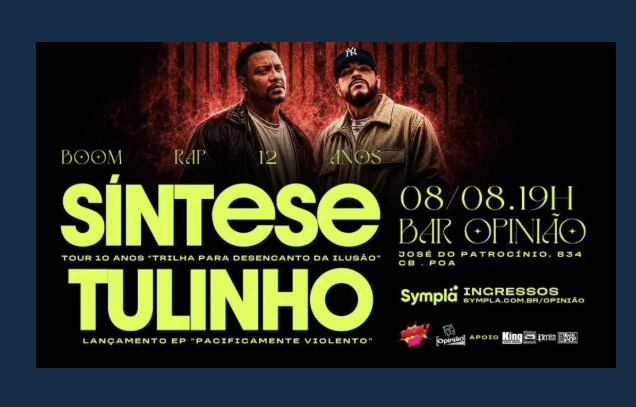 BOOM RAP 12 ANOS
SÍNTESE
TOUR 10 ANOS "TRILHA PARA DESENCANTO DA ILUSÃO"
TULINHO
LANÇAMENTO EP "PACIFICAMENTE VIOLENTO"
08/08.19H
BAR OPINIÃO
JOSÉ DO PATROCÍNIO, 834
CB . POA
Sympla INGRESSOS
SYMPLA.COM.BR/OPINIÃO
Opinião
APOIO
King